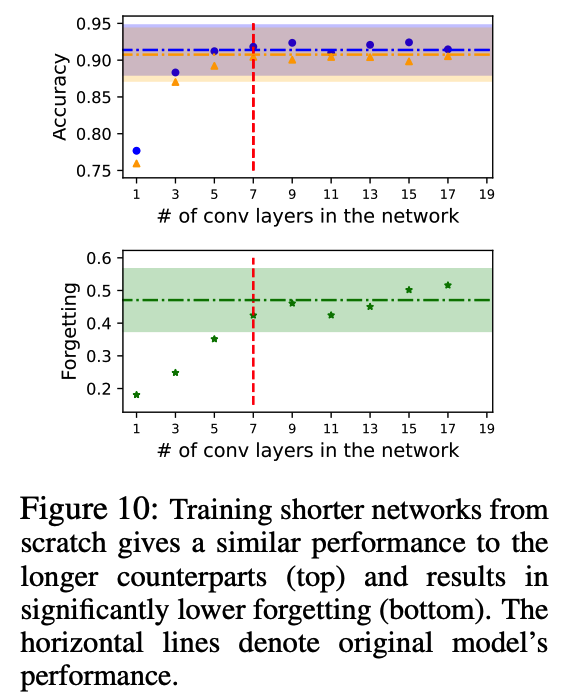 0.95
0.90
0.85
0.80
0.75
Accuracy
1 3 5 7 9 11 13 15 17 19
# of conv layers in the network
0.6
0.5
0.4
0.3
0.2
Forgetting
1 3 5 7 9 11 13 15 17 19
# of conv layers in the network
Figure 10: Training shorter networks from
scratch gives a similar performance to the
longer counterparts (top) and results in
significantly lower forgetting (bottom). The
horizontal lines denote original model's
performance.